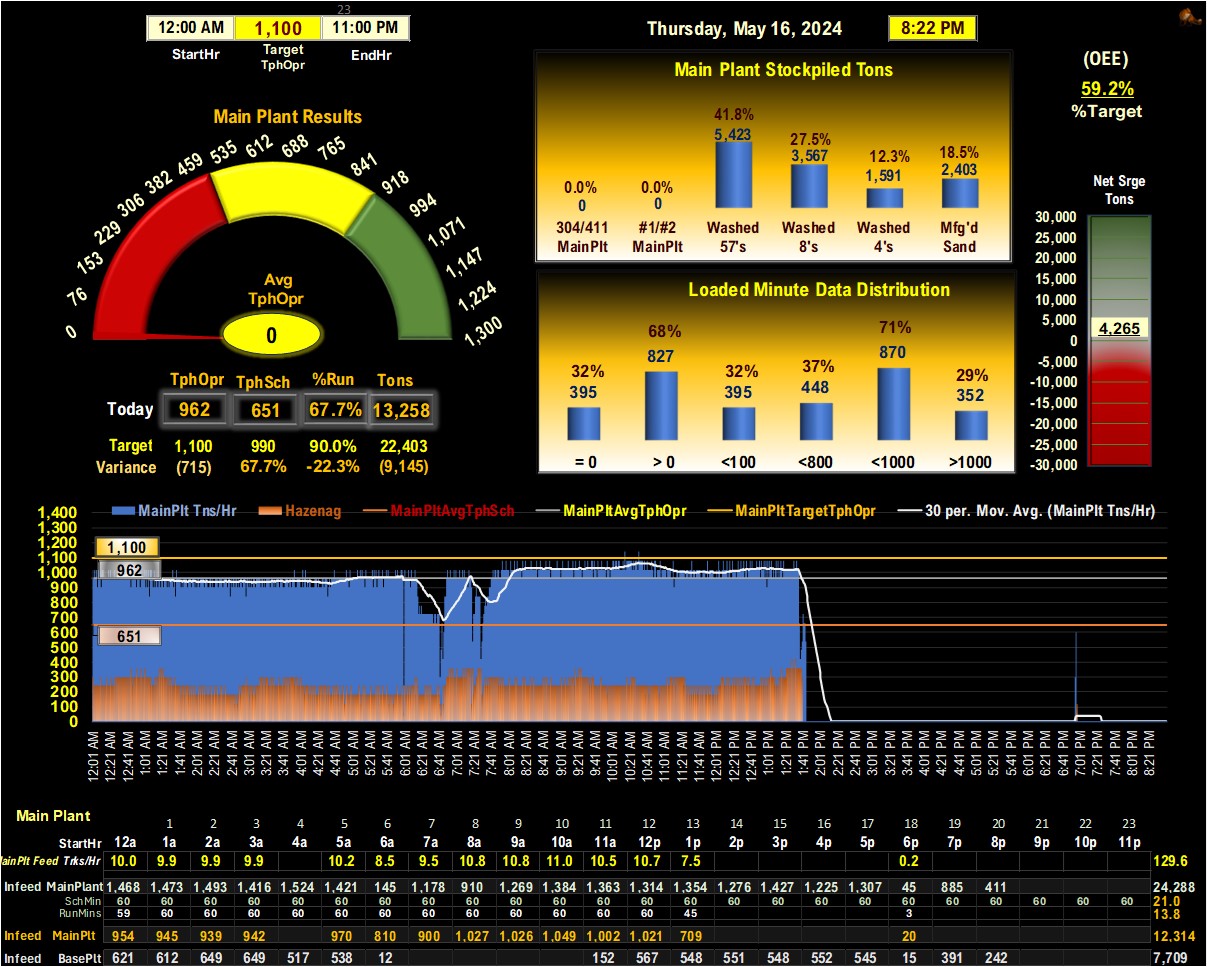 23
12:00 AM 1,100 11:00 PM
StartHr Target TphOpr EndHr
Thursday, May 16, 2024 8:22 PM
(OEE)
59.2%
%Target
Main Plant Results
0 76 153 229 306 382 459 535 612 688 765 841 918 994 1,071 1,147 1,224 1,300
Avg
TphOpr
0
TphOpr TphSch %Run Tons
Today 962 651 67.7% 13,258
Target 1,100 990 90.0% 22,403
Variance (715) 67.7% -22.3% (9,145)
Main Plant Stockpiled Tons
0.0% 0.0% 41.8% 27.5% 12.3% 18.5%
0 0 5,423 3,567 1,591 2,403
304/411 #1/#2 Washed Washed Washed Mfg'd
MainPlt MainPlt 57's 8's 4's Sand
Loaded Minute Data Distribution
32% 68% 32% 37% 71% 29%
395 827 395 448 870 352
= 0 > 0 <100 <800 <1000 >1000
Net Srge
Tons
30,000
25,000
20,000
15,000
10,000
5,000
0
-5,000
-10,000
-15,000
-20,000
-25,000
-30,000
4,265
MainPlt Tns/Hr Hazenag MainPltAvgTphSch MainPltAvgTphOpr MainPltTargetTphOpr 30 per. Mov. Avg. (MainPlt Tns/Hr)
1,400
1,300
1,200
1,100
1,000
900
800
700
600
500
400
300
200
100
0
1,100
962
651
12:01 AM 12:21 AM 12:41 AM 1:01 AM 1:21 AM 1:41 AM 2:01 AM 2:21 AM 2:41 AM 3:01 AM 3:21 AM 3:41 AM 4:01 AM 4:21 AM 4:41 AM 5:01 AM 5:21 AM 5:41 AM 6:01 AM 6:21 AM 6:41 AM 7:01 AM 7:21 AM 7:41 AM 8:01 AM 8:21 AM 8:41 AM 9:01 AM 9:21 AM 9:41 AM 10:01 AM 10:21 AM 10:41 AM 11:01 AM 11:21 AM 11:41 AM 12:01 PM 12:21 PM 12:41 PM 1:01 PM 1:21 PM 1:41 PM 2:01 PM 2:21 PM 2:41 PM 3:01 PM 3:21 PM 3:41 PM 4:01 PM 4:21 PM 4:41 PM 5:01 PM 5:21 PM 5:41 PM 6:01 PM 6:21 PM 6:41 PM 7:01 PM 7:21 PM 7:41 PM 8:01 PM 8:21 PM
Main Plant
1 2 3 4 5 6 7 8 9 10 11 12 13 14 15 16 17 18 19 20 21 22 23
StartHr 12a 1a 2a 3a 4a 5a 6a 7a 8a 9a 10a 11a 12p 1p 2p 3p 4p 5p 6p 7p 8p 9p 10p 11p
MainPlt Feed Trks/Hr 10.0 9.9 9.9 9.9 10.2 8.5 9.5 10.8 10.8 11.0 10.5 10.7 7.5 0.2 129.6
Infeed MainPlant 1,468 1,473 1,493 1,416 1,524 1,421 145 1,178 910 1,269 1,384 1,363 1,314 1,354 1,276 1,427 1,225 1,307 45 885 411 24,288
SchMin 60 60 60 60 60 60 60 60 60 60 60 60 60 60 60 60 60 60 60 60 60 60 60 21.0
RunMins 59 60 60 60 60 60 60 60 60 60 60 60 45 3 13.8
Infeed MainPlt 954 945 939 942 970 810 900 1,027 1,026 1,049 1,002 1,021 709 20 12,314
Infeed BasePlt 621 612 649 649 517 538 12 152 567 548 551 548 552 545 15 391 242 7,709